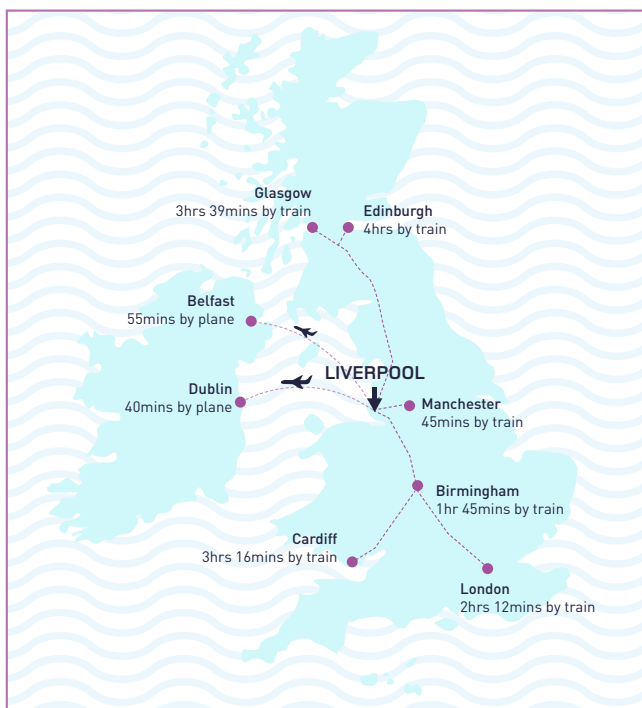 Glasgow
3hrs 39mins by train
Edinburgh
4hrs by train
Belfast
55mins by plane
LIVERPOOL
Dublin
40mins by plane
Manchester
45mins by train
Birmingham
1hr 45mins by train
Cardiff
3hrs 16mins by train
London
2hrs 12mins by train